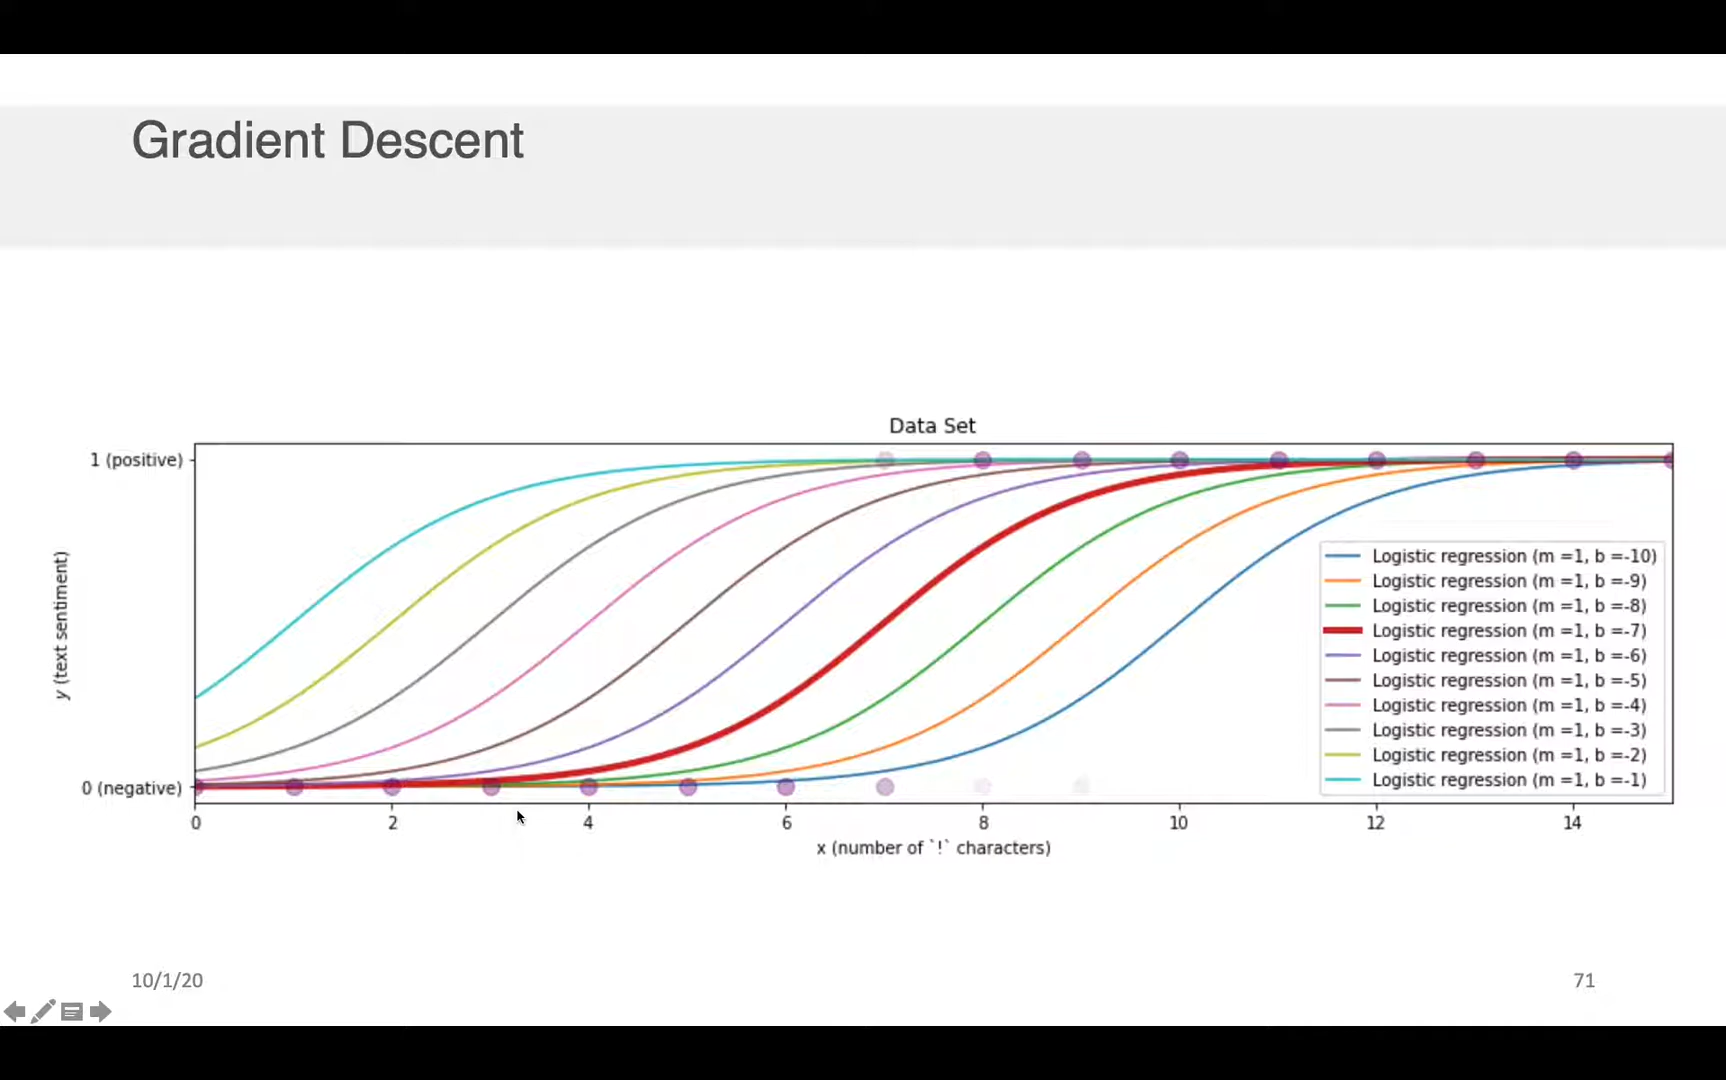 Gradient Descent
Data Set
1 (positive)
0 (negative)
y (text sentiment)
Logistic regression (m =1, b =-10)
Logistic regression (m =1, b =-9)
Logistic regression (m =1, b =-8)
Logistic regression (m =1, b =-7)
Logistic regression (m =1, b =-6)
Logistic regression (m =1, b =-5)
Logistic regression (m =1, b =-4)
Logistic regression (m =1, b =-3)
Logistic regression (m =1, b =-2)
Logistic regression (m =1, b =-1)
0 2 4 6 8 10 12 14
x (number of `!` characters)
10/1/20
71